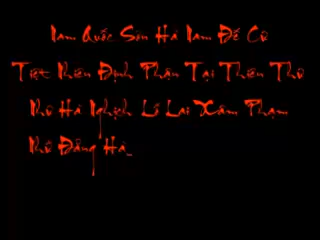 Nam Quốc Sơn Hà Nam Đế Cư
Tiệt Nhiên Định Phận Tại Thiên Thư
Như Hà Nghịch Lỗ Lai Xâm Phạm
Nhữ Đẳng Hà_